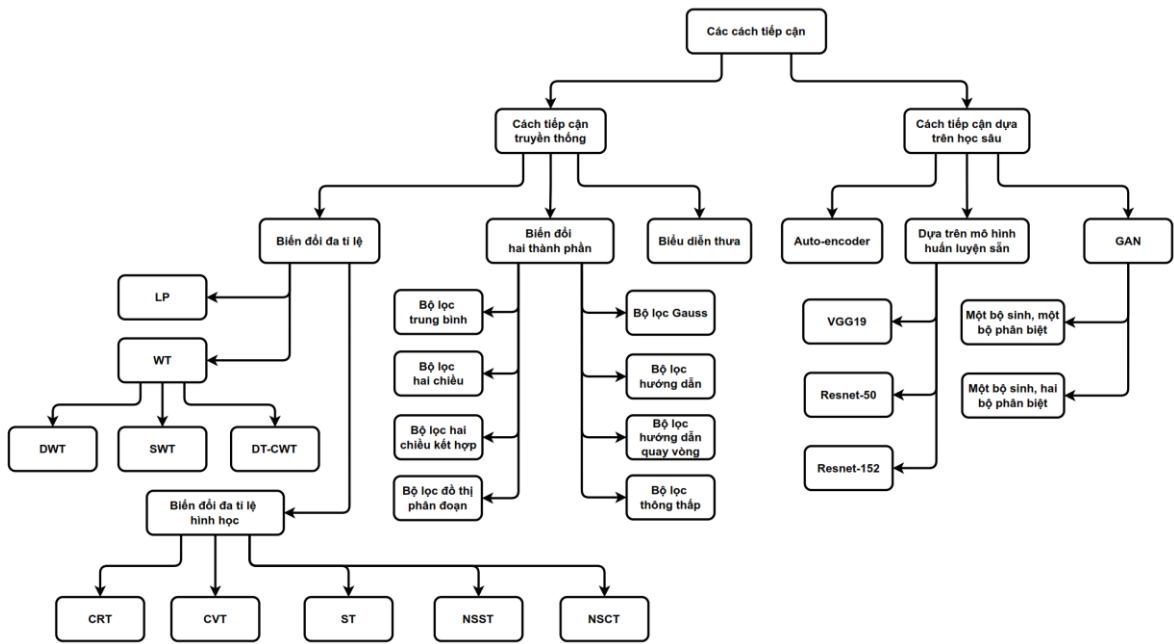 Các cách tiếp cận
Cách tiếp cận
truyền thống
Cách tiếp cận dựa
trên học sâu
Biến đổi đa tỉ lệ
Biến đổi
hai thành phần
Biểu diễn thưa
Auto-encoder
Dựa trên mô hình
huấn luyện sẵn
GAN
LP
WT
DWT
SWT
DT-CWT
Biến đổi đa tỉ lệ
hình học
CRT
CVT
ST
NSST
NSCT
Bộ lọc
trung bình
Bộ lọc
hai chiều
Bộ lọc hai
chiều kết hợp
Bộ lọc đồ thị
phân đoạn
Bộ lọc Gauss
Bộ lọc
hướng dẫn
Bộ lọc
hướng dẫn
quay vòng
Bộ lọc
thông thấp
VGG19
Resnet-50
Resnet-152
Một bộ sinh, một
bộ phân biệt
Một bộ sinh, hai
bộ phân biệt